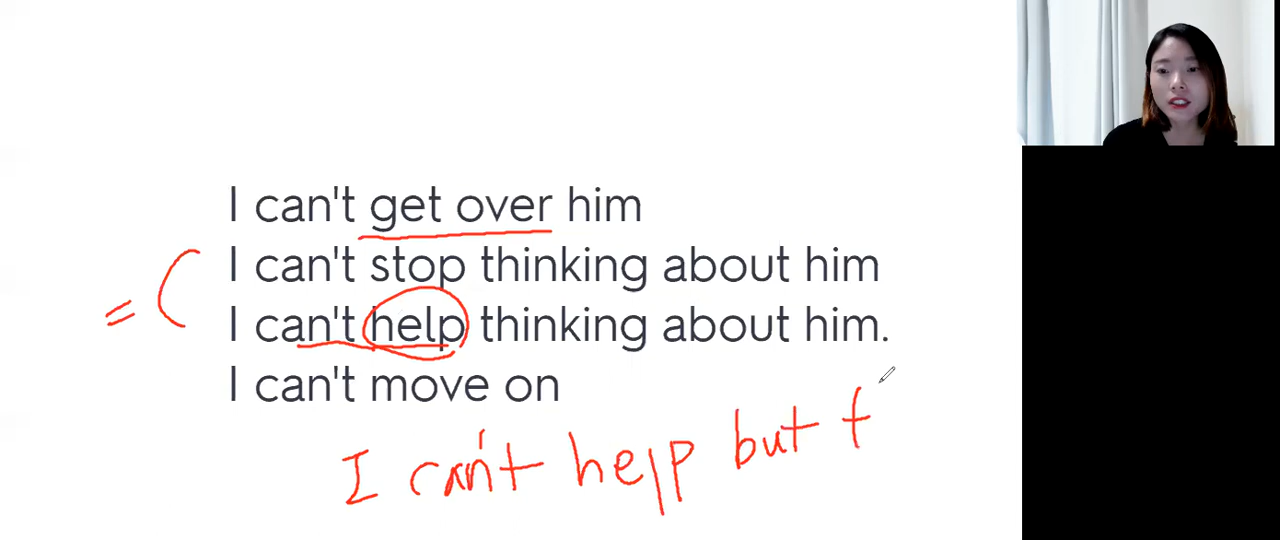 I can't get over him
I can't stop thinking about him
= ( I can't help thinking about him.
I can't move on
I can't help but t